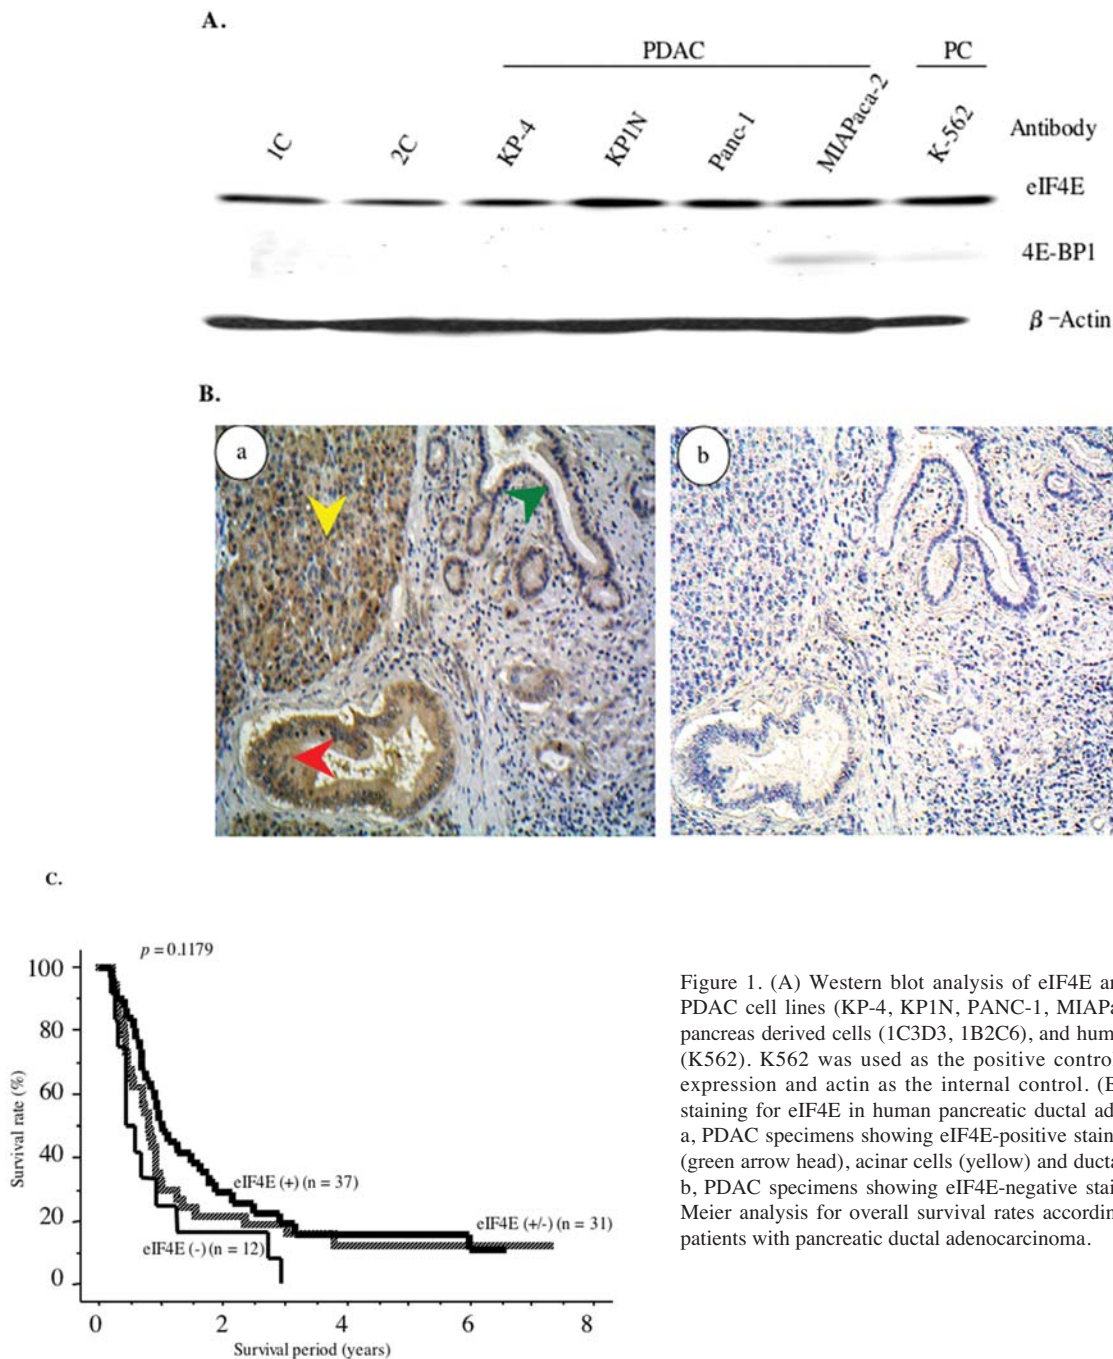 A.
PDAC PC
1C 2C KP-4 KP1N Panc-1 MIAPaca-2 K-562 Antibody
eIF4E
4E-BP1
β-Actin
B.
a b
C.
p = 0.1179
100
80
60
40
20
0
Survival rate (%)
eIF4E (+) (n = 37)
eIF4E (+/-) (n = 31)
eIF4E (-) (n = 12)
0 2 4 6 8
Survival period (years)
Figure 1. (A) Western blot analysis of eIF4E an
PDAC cell lines (KP-4, KP1N, PANC-1, MIAPa
pancreas derived cells (1C3D3, 1B2C6), and hum
(K562). K562 was used as the positive contro
expression and actin as the internal control. (B
staining for eIF4E in human pancreatic ductal ad
a, PDAC specimens showing eIF4E-positive stain
(green arrow head), acinar cells (yellow) and ducta
b, PDAC specimens showing eIF4E-negative stai
Meier analysis for overall survival rates accordin
patients with pancreatic ductal adenocarcinoma.